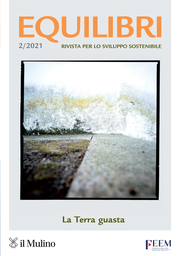 EQUILIBRI
2/2021
RIVISTA PER LO SVILUPPO SOSTENIBILE
La Terra guasta
il Mulino
FEEM